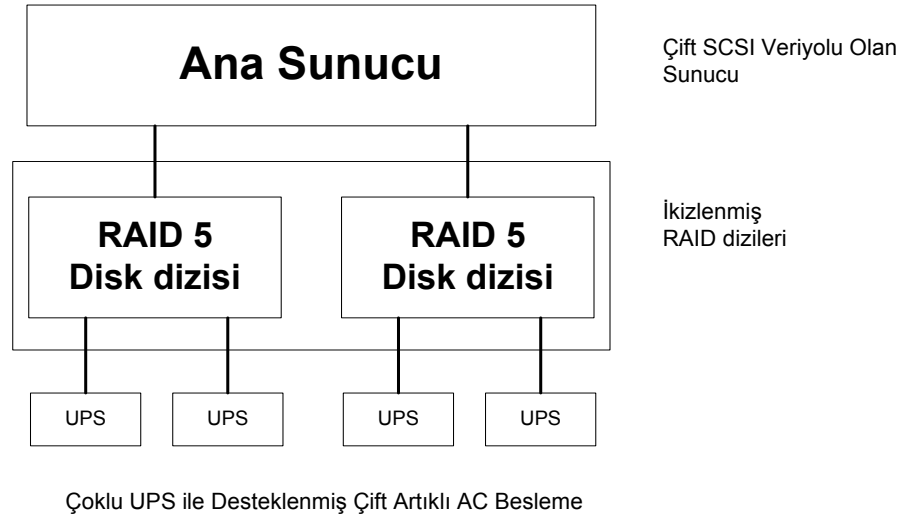 Ana Sunucu
Çift SCSI Veriyolu Olan
Sunucu
RAID 5
Disk dizisi
RAID 5
Disk dizisi
İkizlenmiş
RAID dizileri
UPS
UPS
UPS
UPS
Çoklu UPS ile Desteklenmiş Çift Artıklı AC Besleme